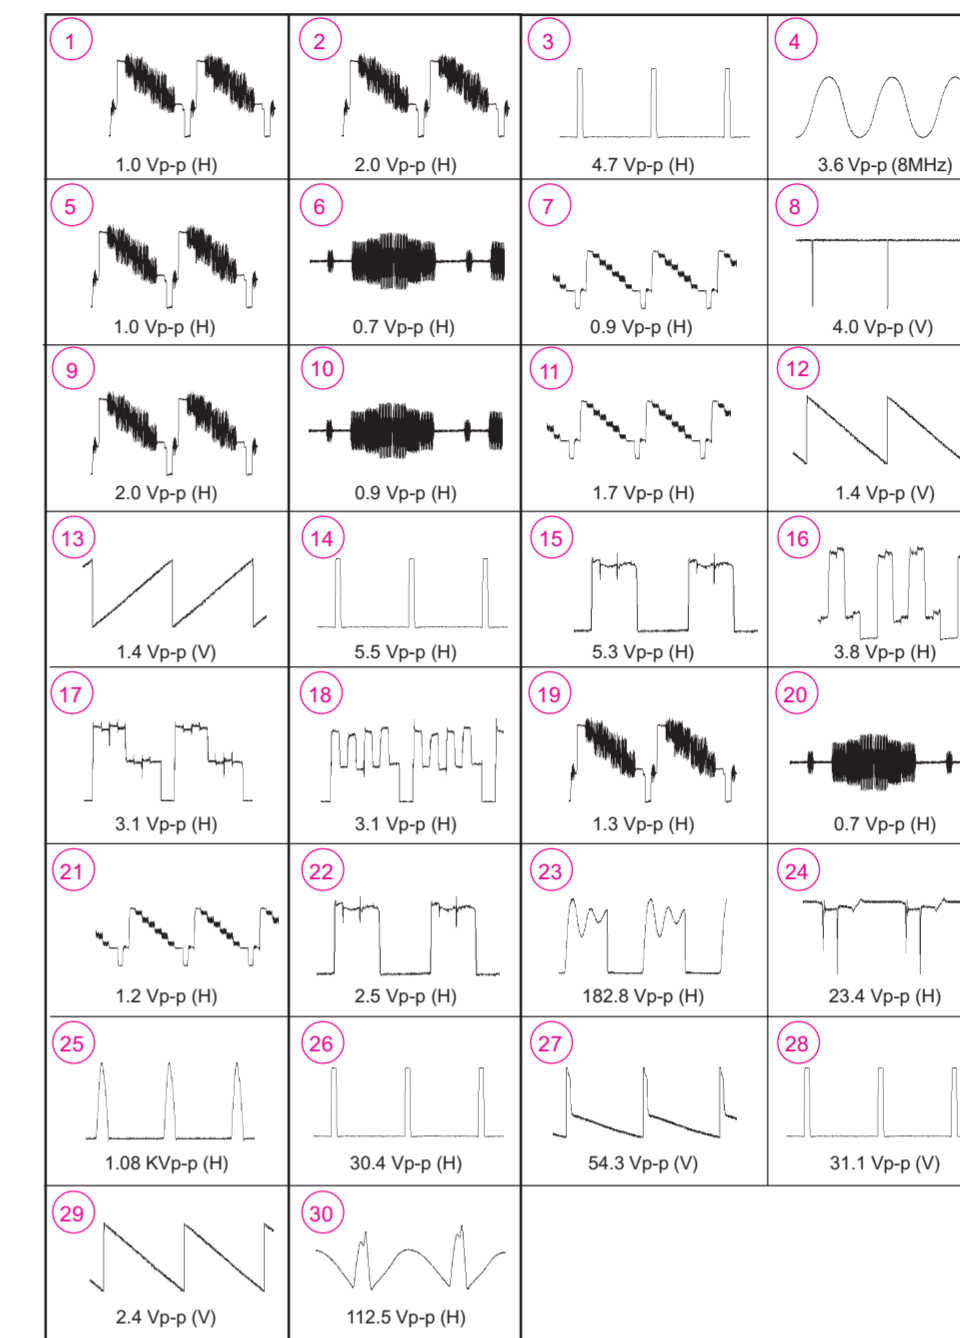 1 2 3 4
1.0 Vp-p (H) 2.0 Vp-p (H) 4.7 Vp-p (H) 3.6 Vp-p (8MHz)
5 6 7 8
1.0 Vp-p (H) 0.7 Vp-p (H) 0.9 Vp-p (H) 4.0 Vp-p (V)
9 10 11 12
2.0 Vp-p (H) 0.9 Vp-p (H) 1.7 Vp-p (H) 1.4 Vp-p (V)
13 14 15 16
1.4 Vp-p (V) 5.5 Vp-p (H) 5.3 Vp-p (H) 3.8 Vp-p (H)
17 18 19 20
3.1 Vp-p (H) 3.1 Vp-p (H) 1.3 Vp-p (H) 0.7 Vp-p (H)
21 22 23 24
1.2 Vp-p (H) 2.5 Vp-p (H) 182.8 Vp-p (H) 23.4 Vp-p (H)
25 26 27 28
1.08 KVp-p (H) 30.4 Vp-p (H) 54.3 Vp-p (V) 31.1 Vp-p (V)
29 30
2.4 Vp-p (V) 112.5 Vp-p (H)